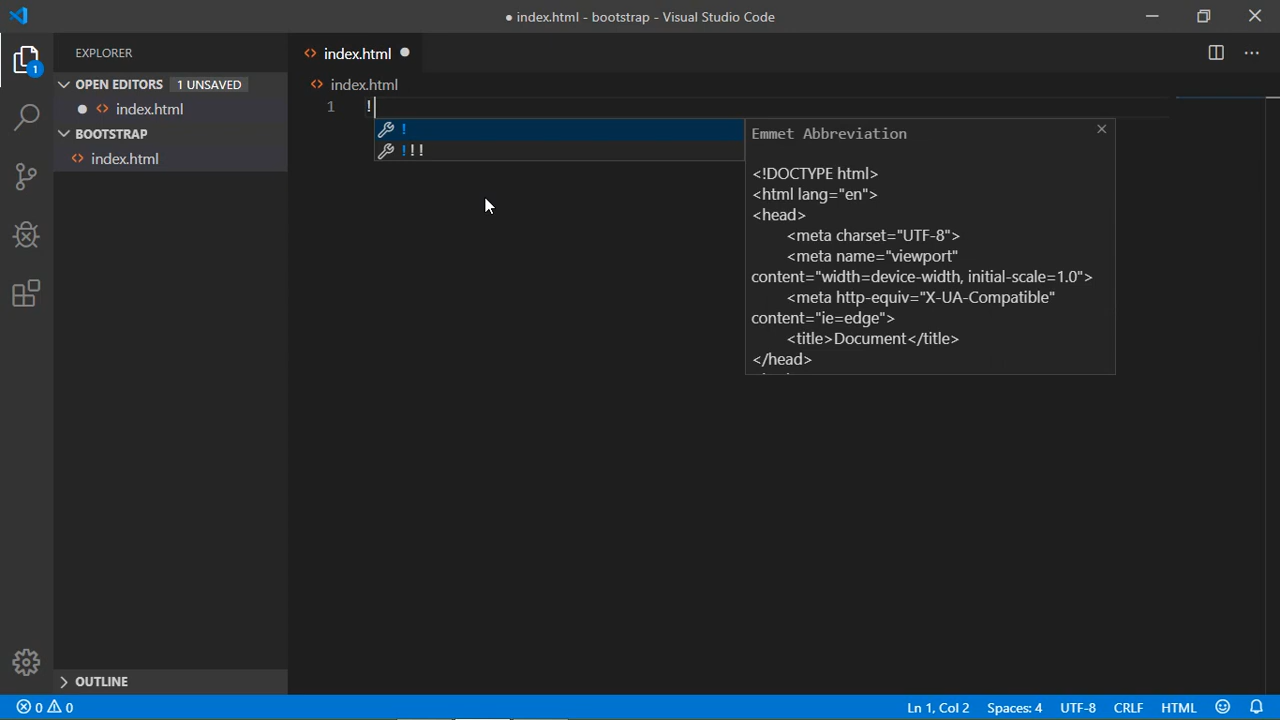 ● index.html - bootstrap - Visual Studio Code
EXPLORER
OPEN EDITORS 1 UNSAVED
index.html
BOOTSTRAP
index.html
OUTLINE
1
index.html
index.html
1 !
!
!!!
Emmet Abbreviation
<!DOCTYPE html>
<html lang="en">
<head>
<meta charset="UTF-8">
<meta name="viewport"
content="width=device-width, initial-scale=1.0">
<meta http-equiv="X-UA-Compatible"
content="ie=edge">
<title>Document</title>
</head>
0 0
Ln 1, Col 2 Spaces: 4 UTF-8 CRLF HTML